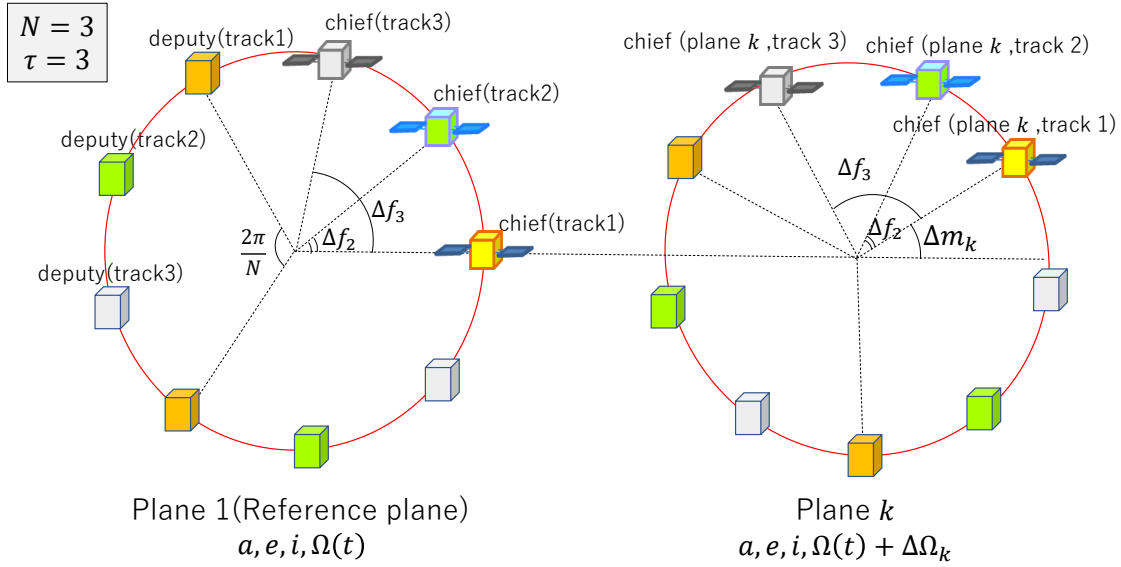 N = 3
τ = 3
deputy(track1)
chief(track3)
chief(track2)
deputy(track2)
Δf₃
Δf₂
chief(track1)
2π
N
deputy(track3)
Plane 1(Reference plane)
a, e, i, Ω(t)
chief (plane k ,track 3)
chief (plane k ,track 2)
chief (plane k ,track 1)
Δf₃
Δf₂
Δmₖ
Plane k
a, e, i, Ω(t) + ΔΩₖ